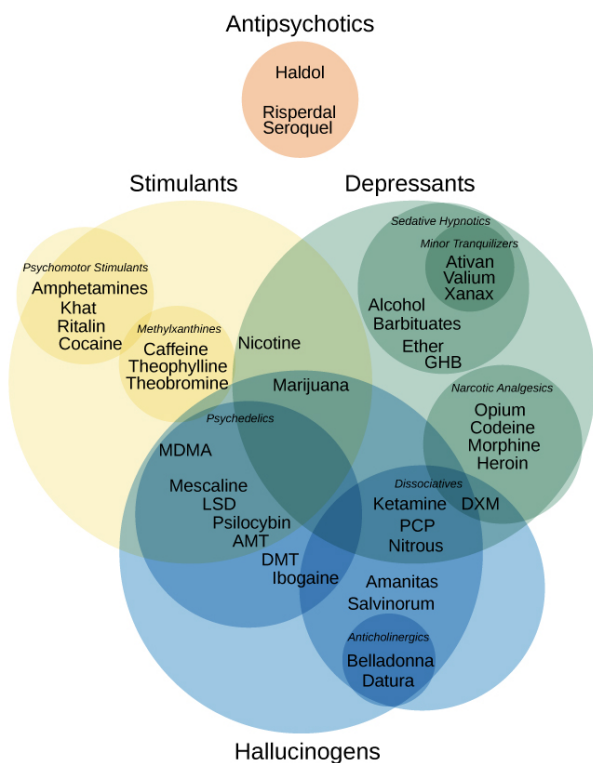 Antipsychotics
Haldol
Risperdal
Seroquel
Stimulants
Depressants
Psychomotor Stimulants
Amphetamines
Khat
Ritalin
Cocaine
Methylxanthines
Caffeine
Theophylline
Theobromine
Nicotine
Marijuana
Sedative Hypnotics
Minor Tranquilizers
Ativan
Valium
Xanax
Alcohol
Barbituates
Ether
GHB
Narcotic Analgesics
Opium
Codeine
Morphine
Heroin
Psychedelics
MDMA
Mescaline
LSD
Psilocybin
AMT
DMT
Ibogaine
Dissociatives
Ketamine
DXM
PCP
Nitrous
Amanitas
Salvinorum
Anticholinergics
Belladonna
Datura
Hallucinogens